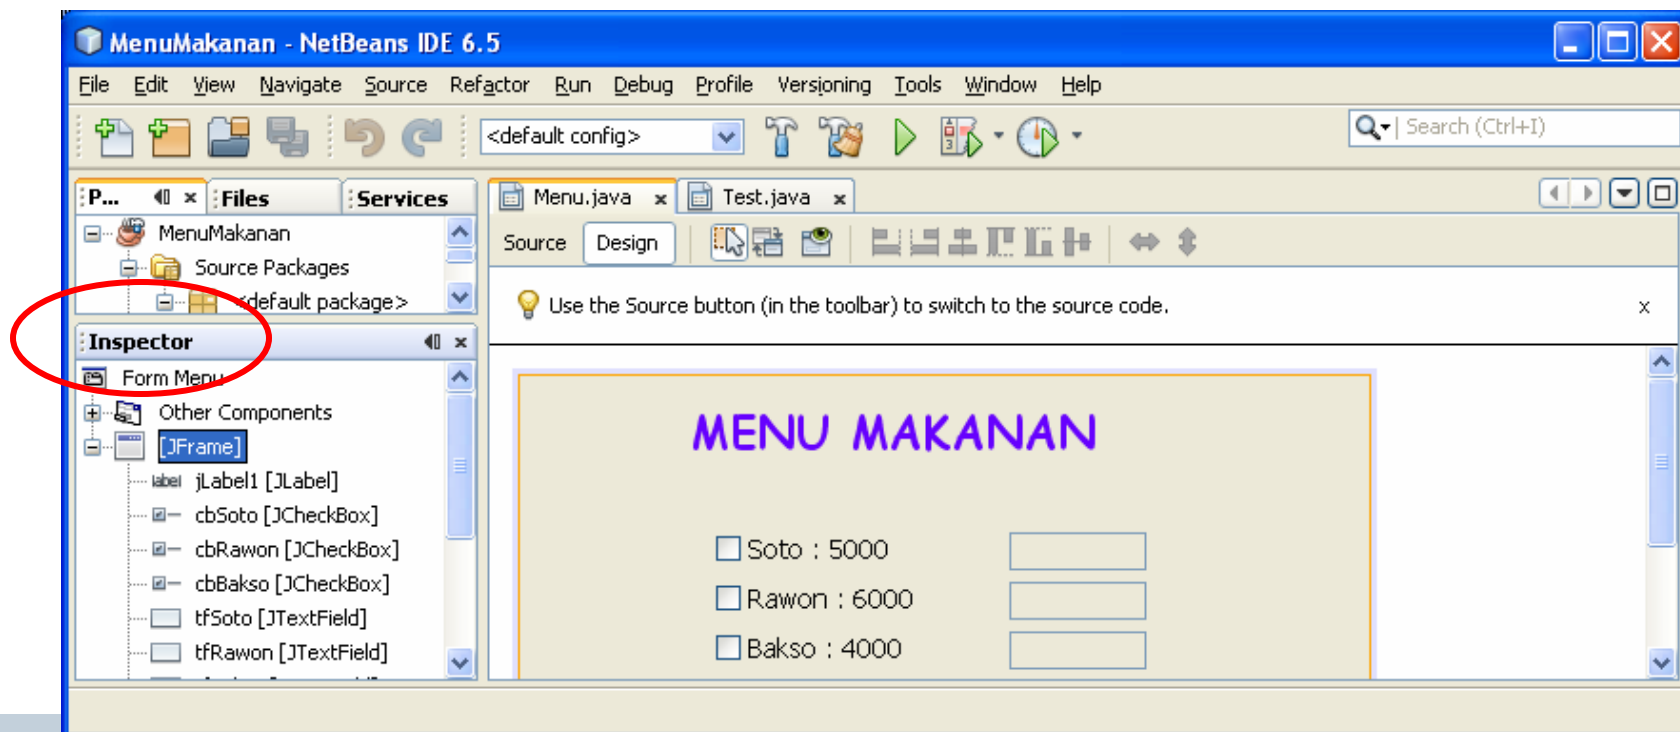 MenuMakanan - NetBeans IDE 6.5
File Edit View Navigate Source Refactor Run Debug Profile Versioning Tools Window Help
<default config>
Search (Ctrl+I)
P... Files Services
Menu.java x Test.java x
MenuMakanan
Source Design
Source Packages
<default package>
Use the Source button (in the toolbar) to switch to the source code. x
Inspector
Form Menu
Other Components
[JFrame]
label jLabel1 [JLabel]
cbSoto [JCheckBox]
cbRawon [JCheckBox]
cbBakso [JCheckBox]
tfSoto [JTextField]
tfRawon [JTextField]
MENU MAKANAN
Soto : 5000
Rawon : 6000
Bakso : 4000